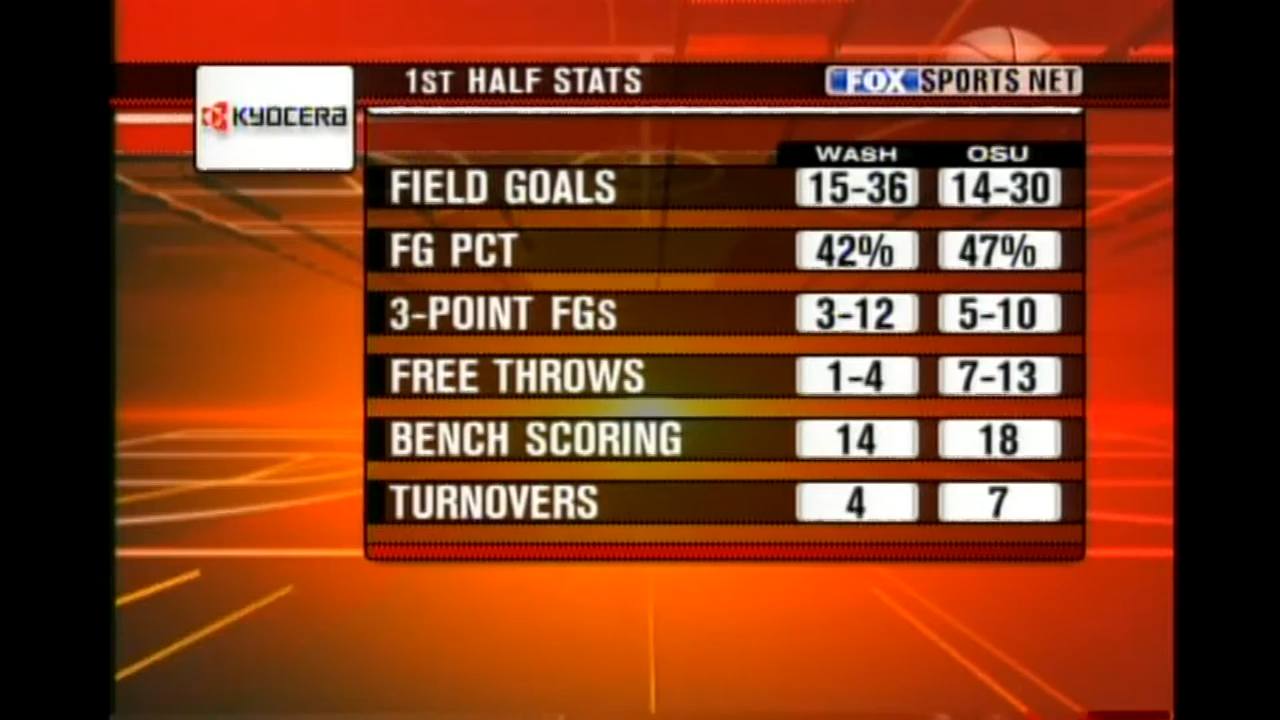 1ST HALF STATS
FOX SPORTS NET
KYOCERA
WASH OSU
FIELD GOALS 15-36 14-30
FG PCT 42% 47%
3-POINT FGs 3-12 5-10
FREE THROWS 1-4 7-13
BENCH SCORING 14 18
TURNOVERS 4 7